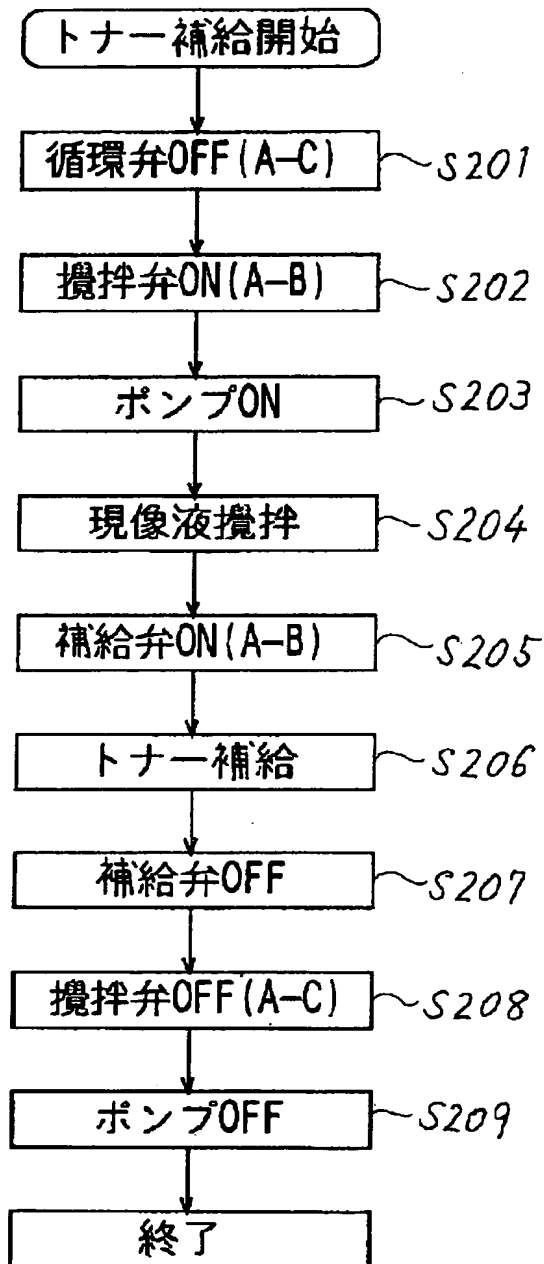 トナー補給開始
循環弁OFF(A-C) S201
攪拌弁ON(A-B) S202
ポンプON S203
現像液攪拌 S204
補給弁ON(A-B) S205
トナー補給 S206
補給弁OFF S207
攪拌弁OFF(A-C) S208
ポンプOFF S209
終了